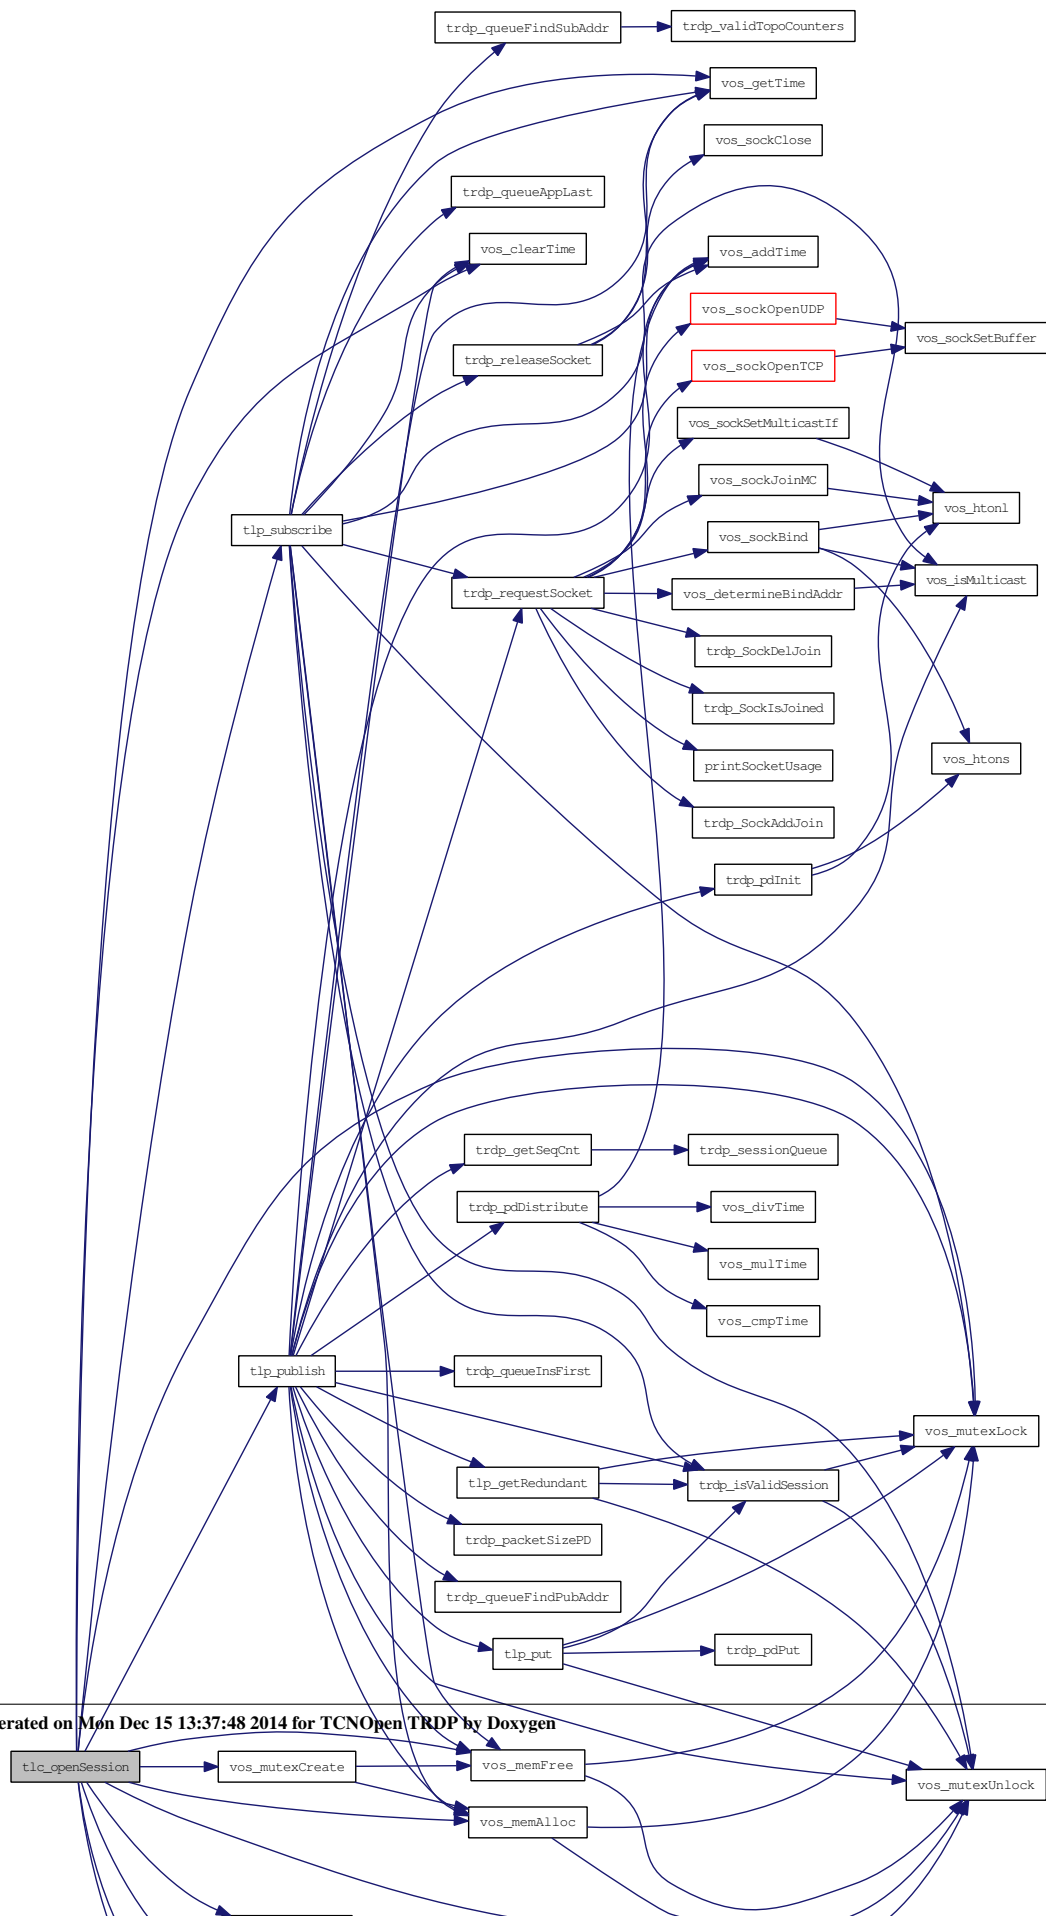 trdp_queueFindSubAddr
trdp_validTopoCounters
vos_getTime
vos_sockClose
trdp_queueAppLast
vos_clearTime
vos_addTime
vos_sockOpenUDP
vos_sockSetBuffer
trdp_releaseSocket
vos_sockOpenTCP
vos_sockSetMulticastIf
vos_sockJoinMC
vos_htonl
tlp_subscribe
vos_sockBind
vos_isMulticast
trdp_requestSocket
vos_determineBindAddr
trdp_SockDelJoin
trdp_SockIsJoined
printSocketUsage
vos_htons
trdp_SockAddJoin
trdp_pdInit
trdp_getSeqCnt
trdp_sessionQueue
trdp_pdDistribute
vos_divTime
vos_mulTime
vos_cmpTime
tlp_publish
trdp_queueInsFirst
vos_mutexLock
tlp_getRedundant
trdp_isValidSession
trdp_packetSizePD
trdp_queueFindPubAddr
tlp_put
trdp_pdPut
erated on Mon Dec 15 13:37:48 2014 for TCNOpen TRDP by Doxygen
tlc_openSession
vos_mutexCreate
vos_memFree
vos_mutexUnlock
vos_memAlloc